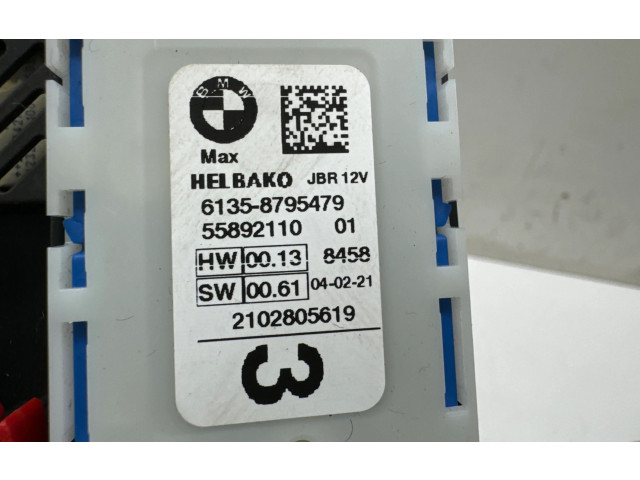 BMW
Max
HELBAKO JBR 12V
6135-8795479
55892110 01
HW 00.13 8458
SW 00.61 04-02-21
2102805619
3